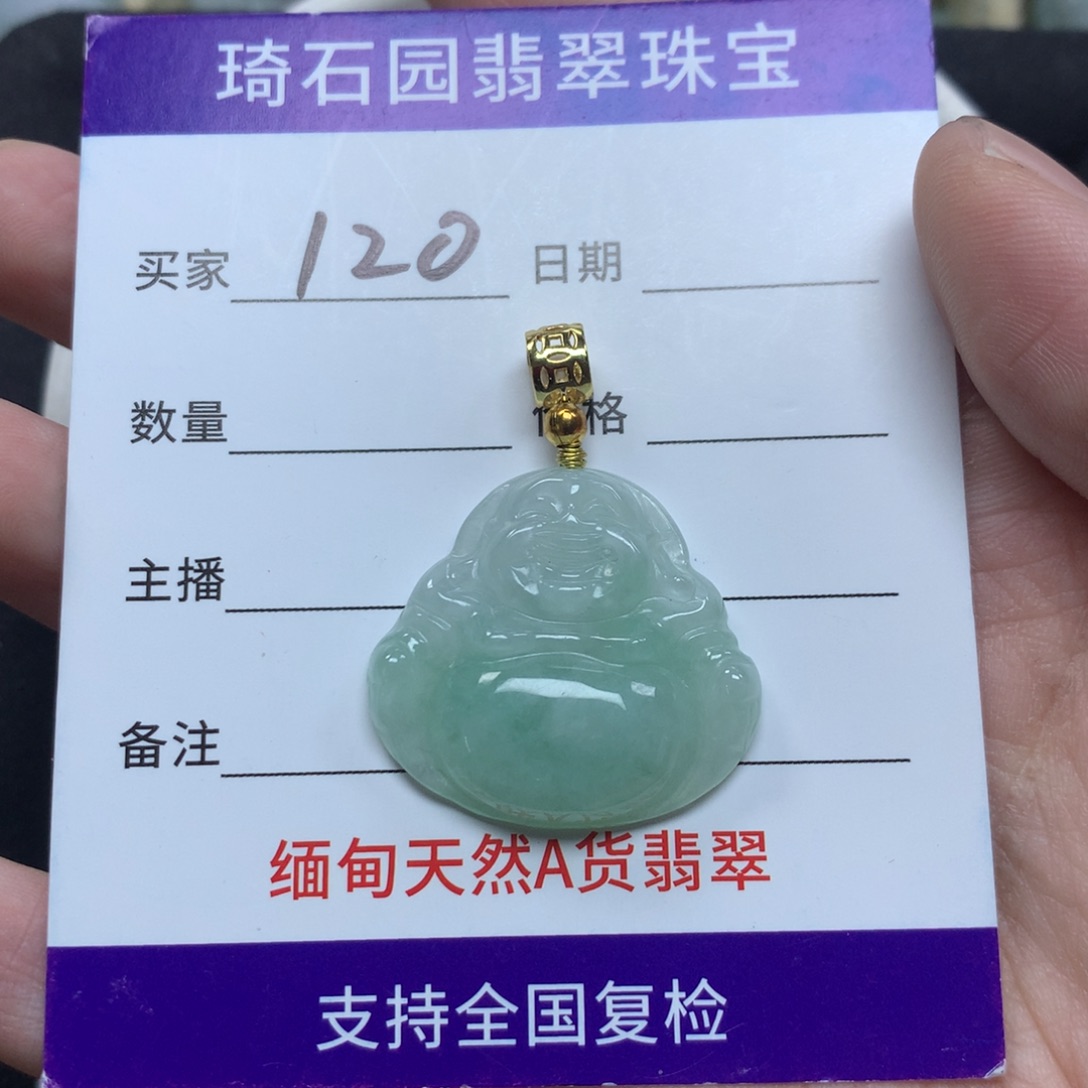 琦石园翡翠珠宝
买家 120 日期
数量 格
主播
备注
缅甸天然A货翡翠
支持全国复检